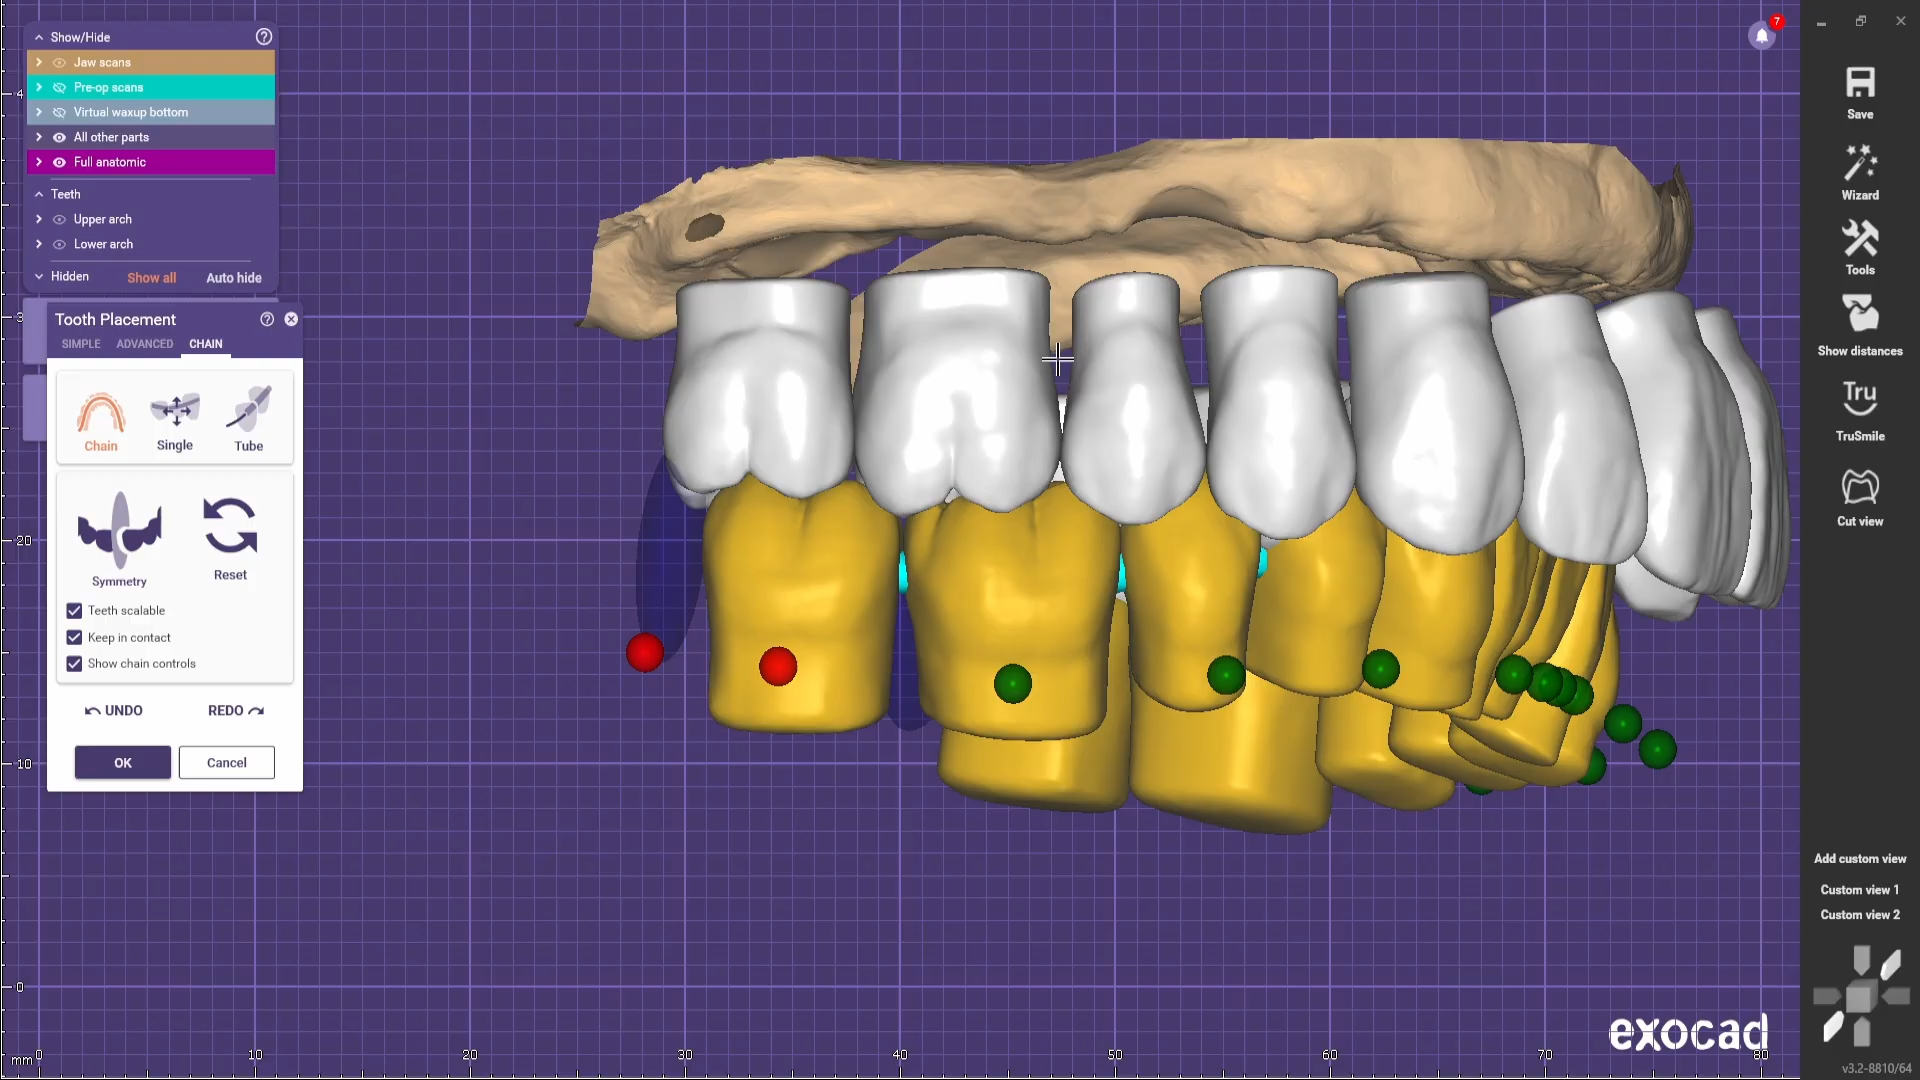 Show/Hide
Jaw scans
Pre-op scans
Virtual waxup bottom
All other parts
Full anatomic
Teeth
Upper arch
Lower arch
Hidden Show all Auto hide
Tooth Placement
SIMPLE ADVANCED CHAIN
Chain Single Tube
Symmetry Reset
Teeth scalable
Keep in contact
Show chain controls
UNDO REDO
OK Cancel
4
3
20
10
0
mm 0 10 20 30 40 50 60 70 80
7
Save
Wizard
Tools
Show distances
Tru
TruSmile
Cut view
Add custom view
Custom view 1
Custom view 2
exocad
v3.2-8810/64